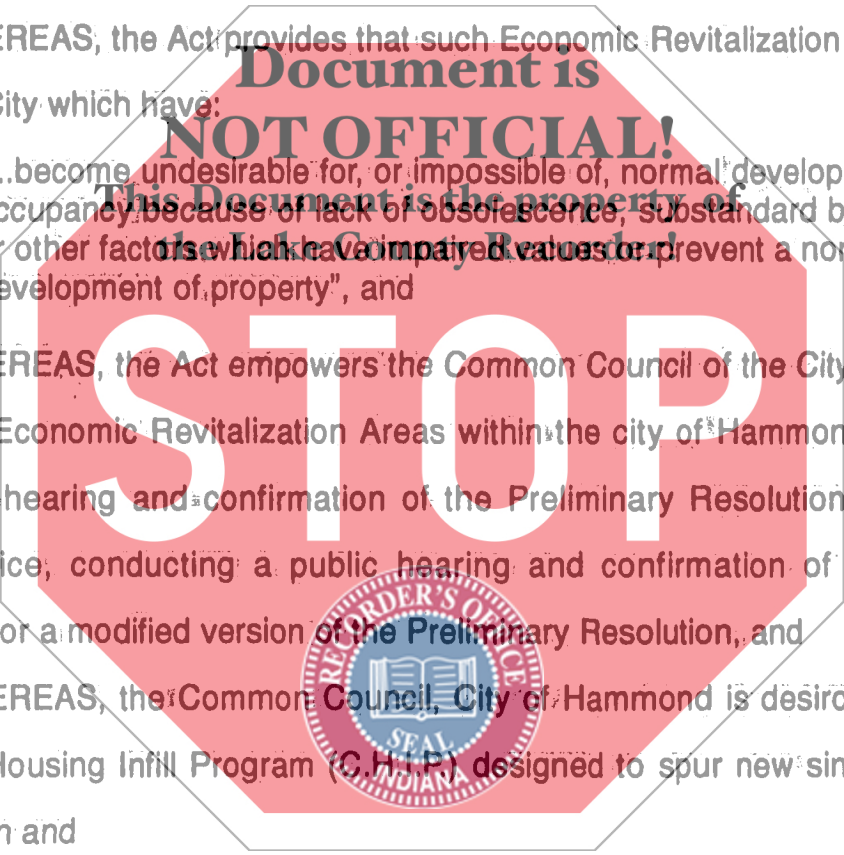 EREAS, the Act provides that such Economic Revitalization
Document is
City which have:
NOT OFFICIAL!
...become undesirable for, or impossible of, normal develop
This Document is the property of
ccupancy because of lack of obsolescence, substandard b
the Lake County Recorder!
r other factors which have impaired values or prevent a nor
evelopment of property", and
STOP
EREAS, the Act empowers the Common Council of the City
Economic Revitalization Areas within the city of Hammon
hearing and confirmation of the Preliminary Resolution
ice, conducting a public hearing and confirmation of
or a modified version of the Preliminary Resolution, and
RECORDER'S OFFICE
EREAS, the Common Council, City of Hammond is desiro
SEAL
Housing Infill Program (C.H.I.P) designed to spur new sin
INDIANA
n and